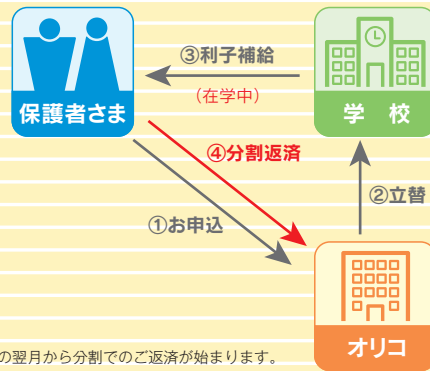 ③利子補給
（在学中）
保護者さま
学 校
④分割返済
②立替
①お申込
オリコ
の翌月から分割でのご返済が始まります。